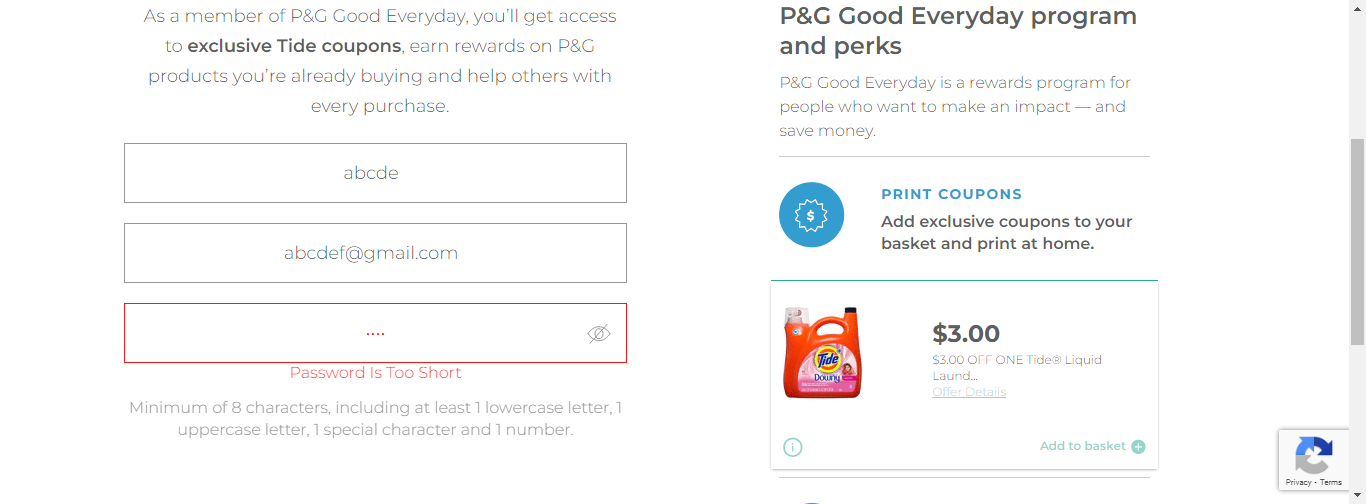 As a member of P&G Good Everyday, you’ll get access
to exclusive Tide coupons, earn rewards on P&G
products you’re already buying and help others with
every purchase.
abcde
abcdef@gmail.com
····
Password Is Too Short
Minimum of 8 characters, including at least 1 lowercase letter, 1
uppercase letter, 1 special character and 1 number.
P&G Good Everyday program
and perks
P&G Good Everyday is a rewards program for
people who want to make an impact — and
save money.
$
PRINT COUPONS
Add exclusive coupons to your
basket and print at home.
Tide
Downy
$3.00
$3.00 OFF ONE Tide® Liquid
Laund...
Offer Details
Add to basket
Privacy - Terms